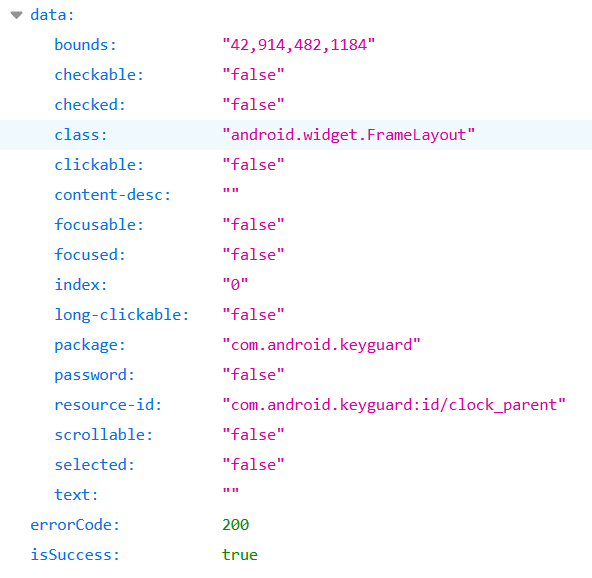 data:
bounds: "42,914,482,1184"
checkable: "false"
checked: "false"
class: "android.widget.FrameLayout"
clickable: "false"
content-desc: ""
focusable: "false"
focused: "false"
index: "0"
long-clickable: "false"
package: "com.android.keyguard"
password: "false"
resource-id: "com.android.keyguard:id/clock_parent"
scrollable: "false"
selected: "false"
text: ""
errorCode: 200
isSuccess: true